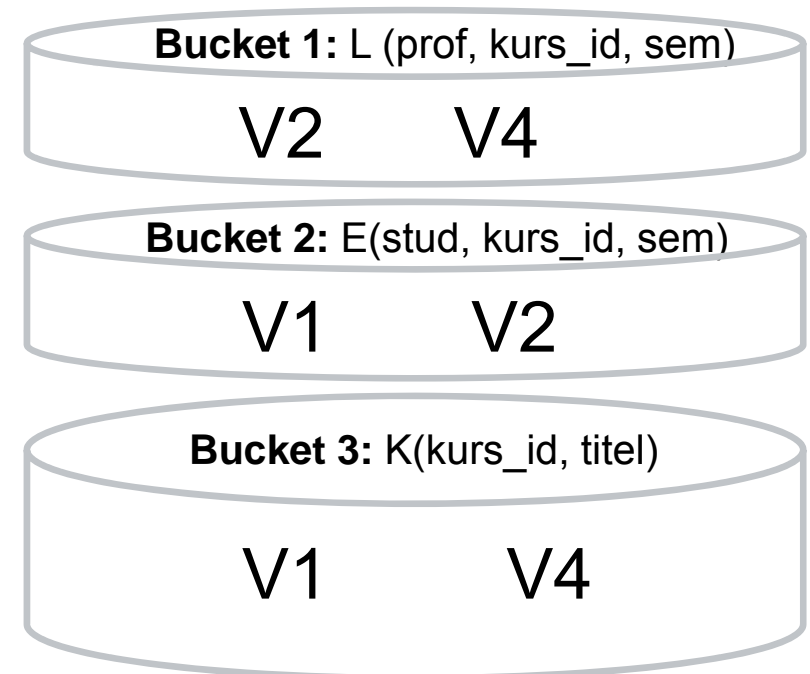 Bucket 1: L (prof, kurs_id, sem)
V2 V4
Bucket 2: E(stud, kurs_id, sem)
V1 V2
Bucket 3: K(kurs_id, titel)
V1 V4